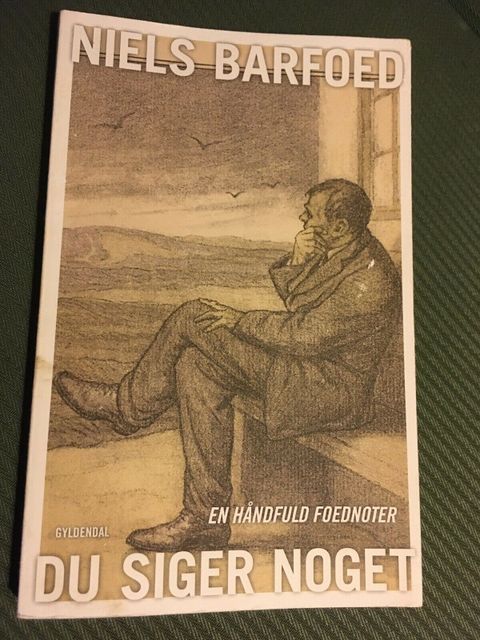 NIELS BARFOED
EN HÅNDFULD FOEDNOTER
GYLDENDAL
DU SIGER NOGET